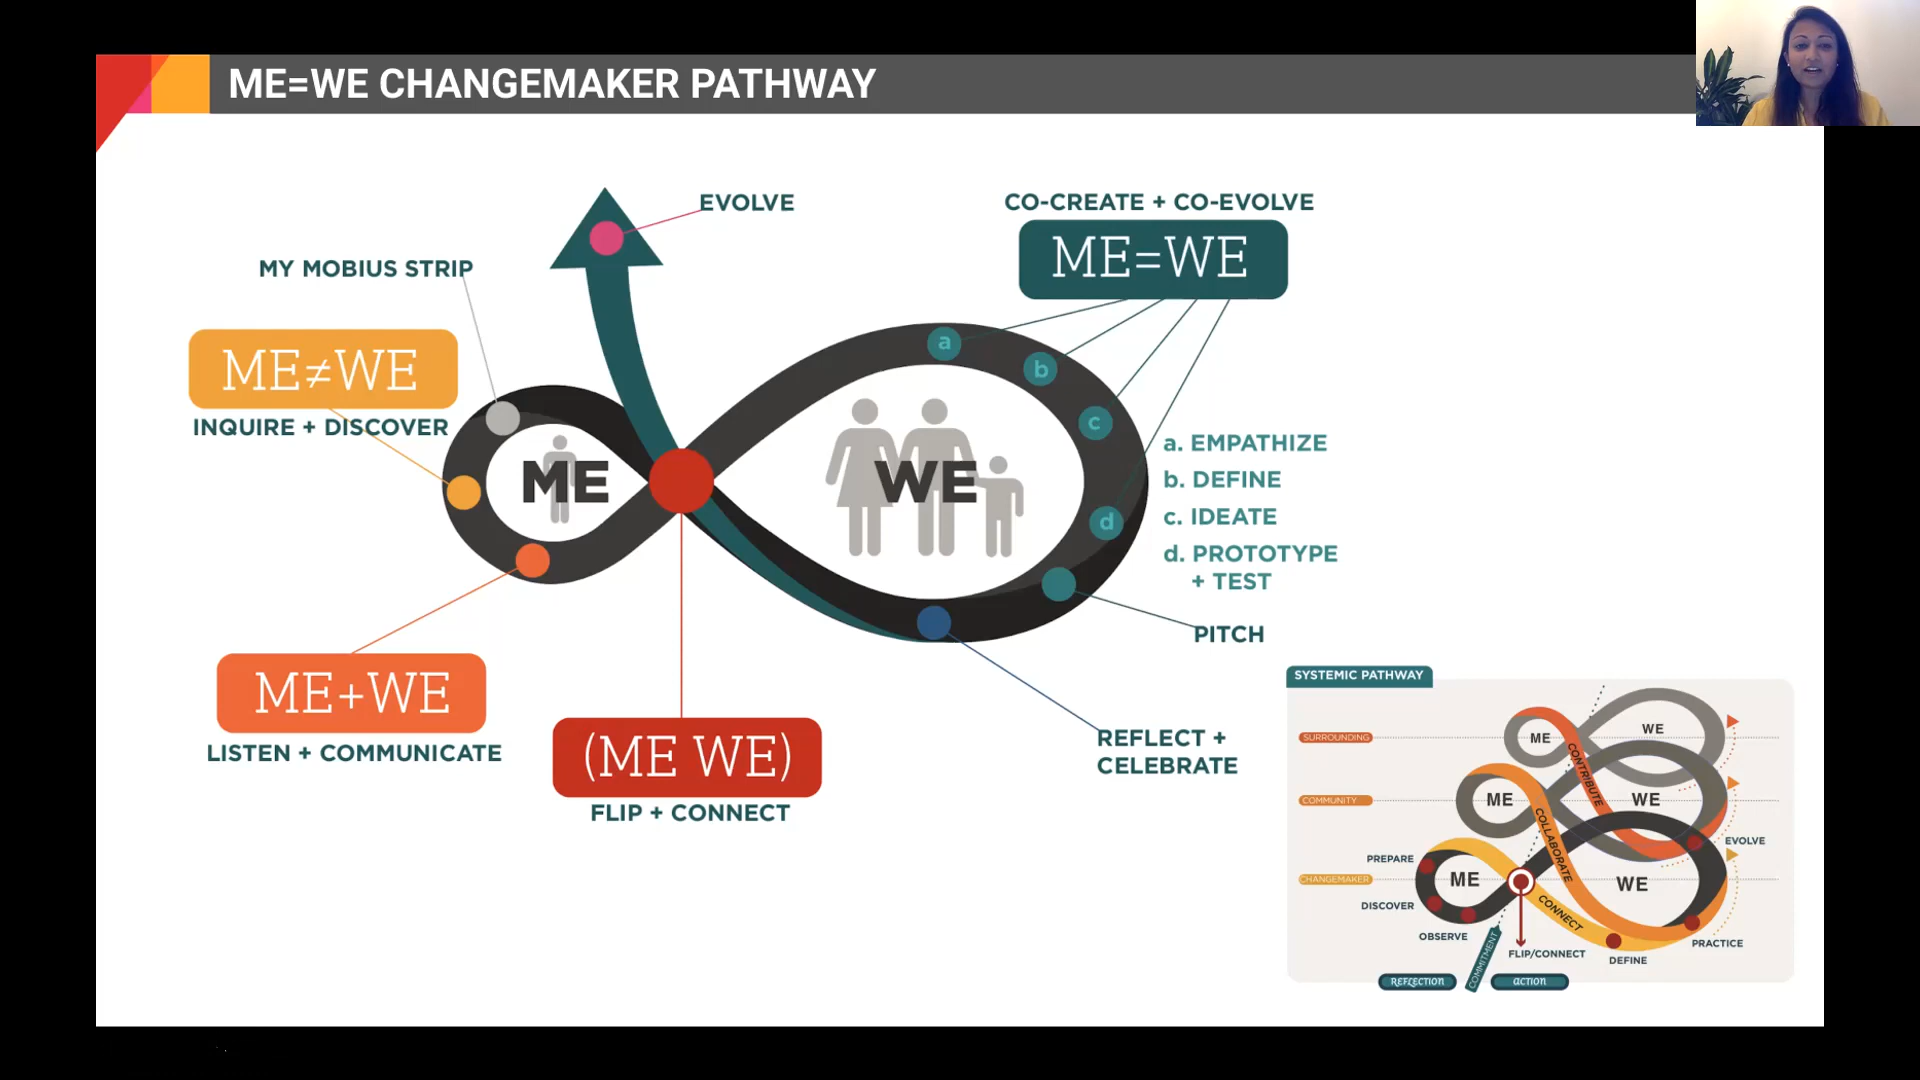 ME=WE CHANGEMAKER PATHWAY
EVOLVE
CO-CREATE + CO-EVOLVE
ME=WE
MY MOBIUS STRIP
ME≠WE
INQUIRE + DISCOVER
a
b
c
d
ME
WE
a. EMPATHIZE
b. DEFINE
c. IDEATE
d. PROTOTYPE
+ TEST
PITCH
ME+WE
LISTEN + COMMUNICATE
(ME WE)
FLIP + CONNECT
REFLECT +
CELEBRATE
SYSTEMIC PATHWAY
SURROUNDING
ME
WE
CONTRIBUTE
COMMUNITY
ME
WE
COLLABORATE
EVOLVE
PREPARE
CHANGEMAKER
ME
WE
DISCOVER
CONNECT
OBSERVE
COMMITMENT
FLIP/CONNECT
DEFINE
PRACTICE
REFLECTION
ACTION